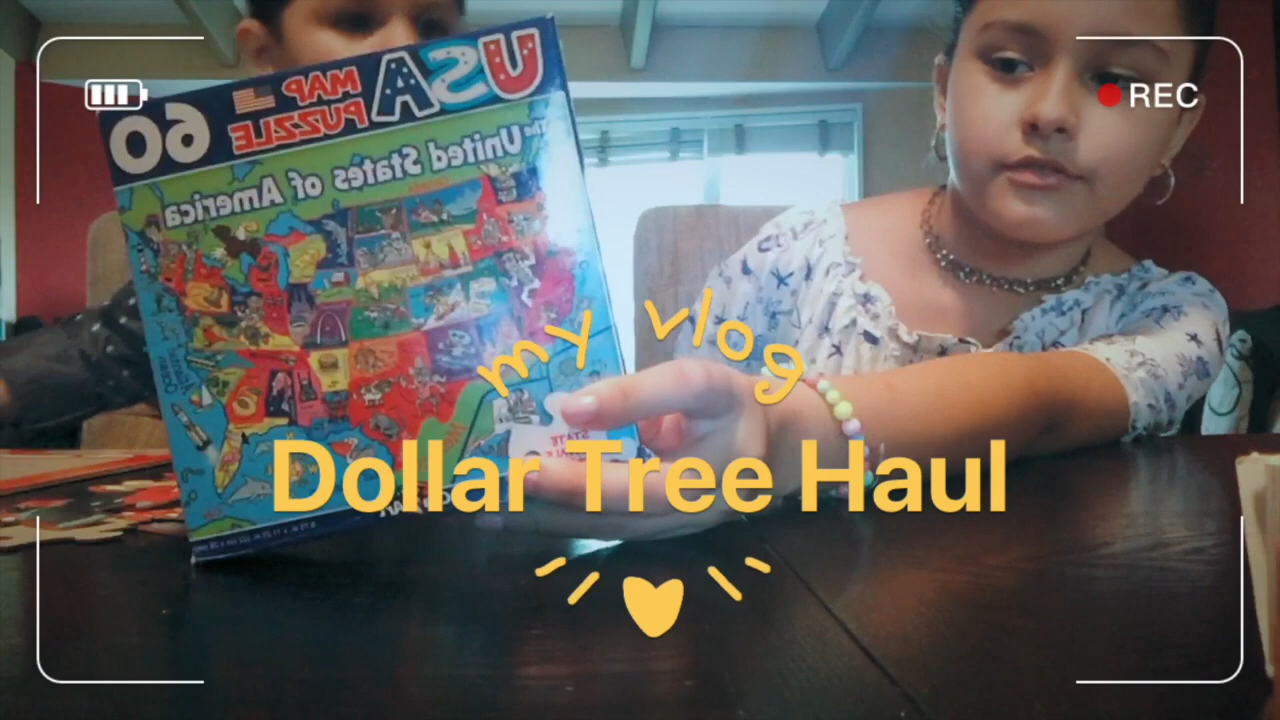 REC
USA
MAP
PUZZLE
60
The United States of America
my vlog
Dollar Tree Haul